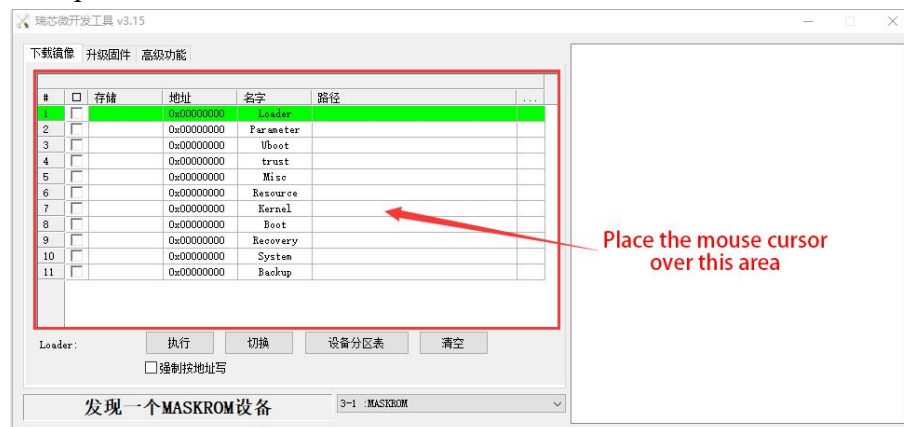 瑞芯微开发工具 v3.15
下载镜像 升级固件 高级功能
# 存储 地址 名字 路径 ...
1 0x00000000 Loader
2 0x00000000 Parameter
3 0x00000000 Uboot
4 0x00000000 trust
5 0x00000000 Misc
6 0x00000000 Resource
7 0x00000000 Kernel
8 0x00000000 Boot
9 0x00000000 Recovery
10 0x00000000 System
11 0x00000000 Backup
Place the mouse cursor
over this area
Loader: 执行 切换 设备分区表 清空
强制按地址写
发现一个MASKROM设备 3-1 :MASKROM